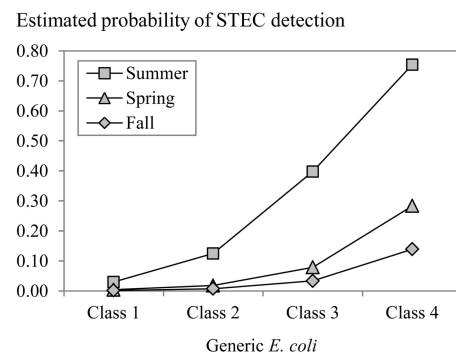 Estimated probability of STEC detection
0.80
0.70
0.60
0.50
0.40
0.30
0.20
0.10
0.00
Summer
Spring
Fall
Class 1 Class 2 Class 3 Class 4
Generic E. coli